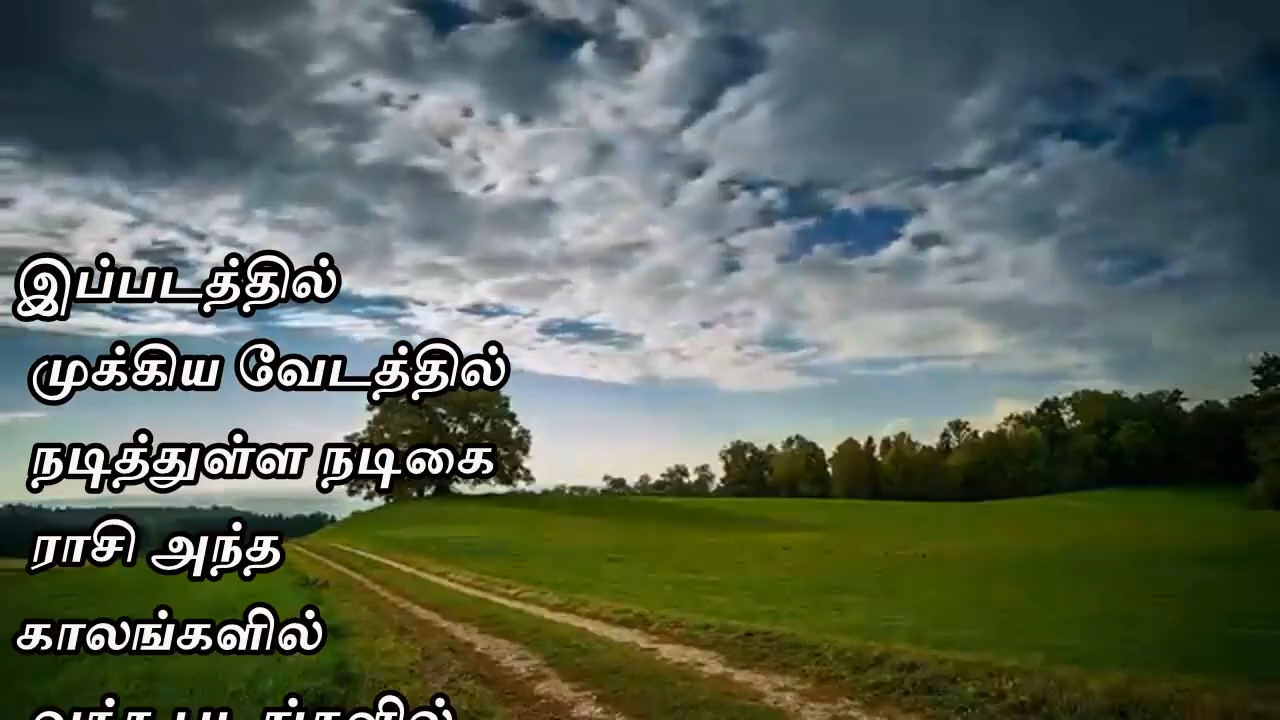 இப்படத்தில்
முக்கிய வேடத்தில்
நடித்துள்ள நடிகை
ராசி அந்த
காலங்களில்